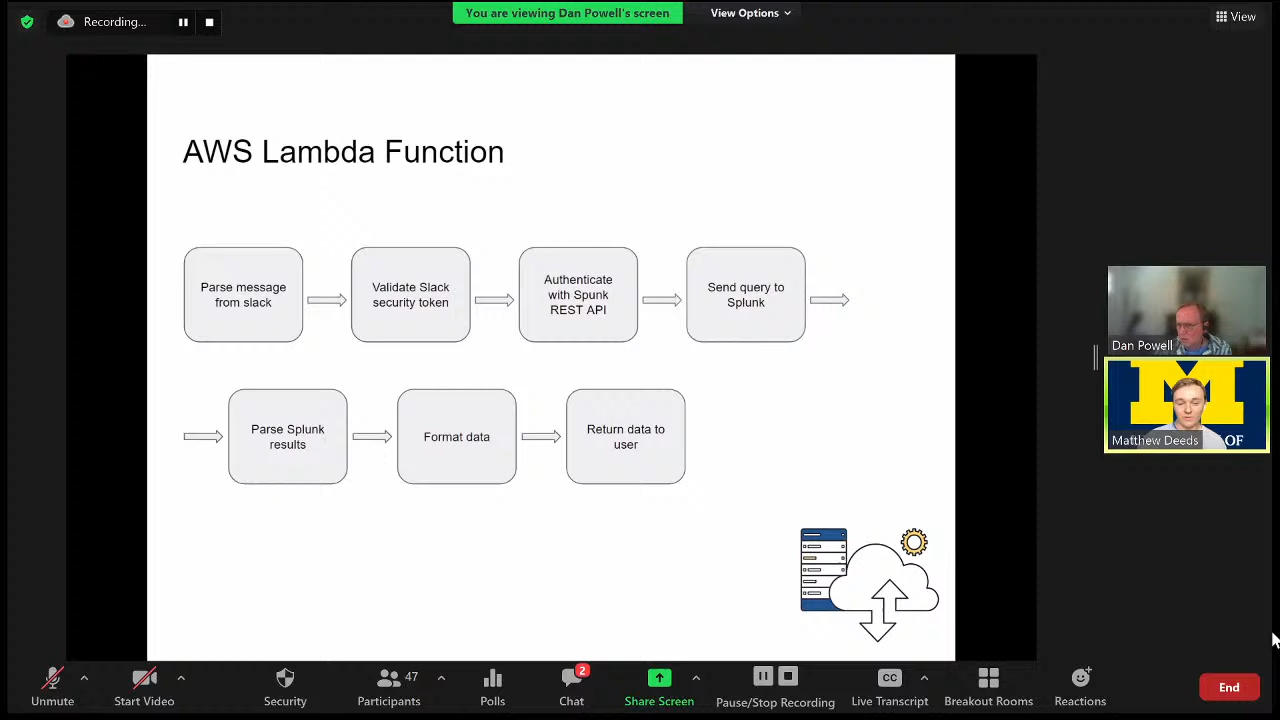 Recording...
You are viewing Dan Powell's screen
View Options
View
AWS Lambda Function
Parse message
from slack
Validate Slack
security token
Authenticate
with Spunk
REST API
Send query to
Splunk
Parse Splunk
results
Format data
Return data to
user
Dan Powell
M
Matthew Deeds
OF
Unmute
Start Video
Security
47
Participants
Polls
2
Chat
Share Screen
Pause/Stop Recording
CC
Live Transcript
Breakout Rooms
Reactions
End